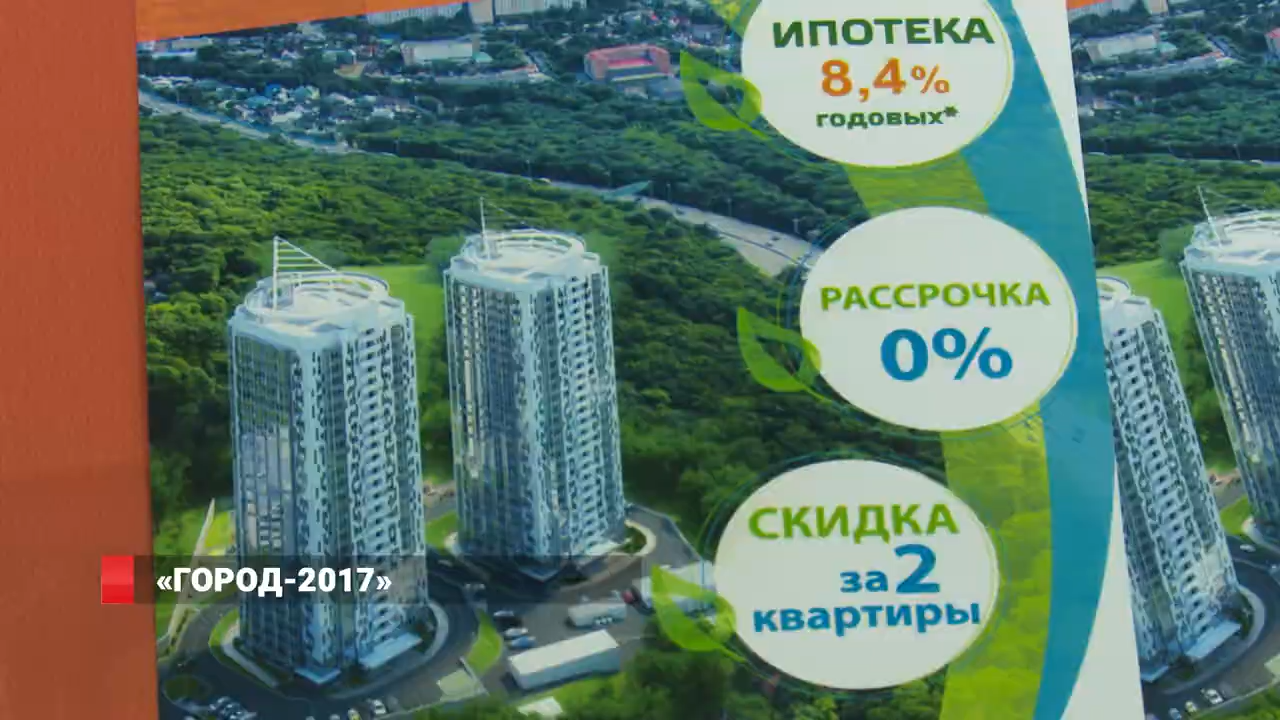 ИПОТЕКА
8,4%
годовых*
РАССРОЧКА
0%
СКИДКА
за 2
квартиры
«ГОРОД-2017»